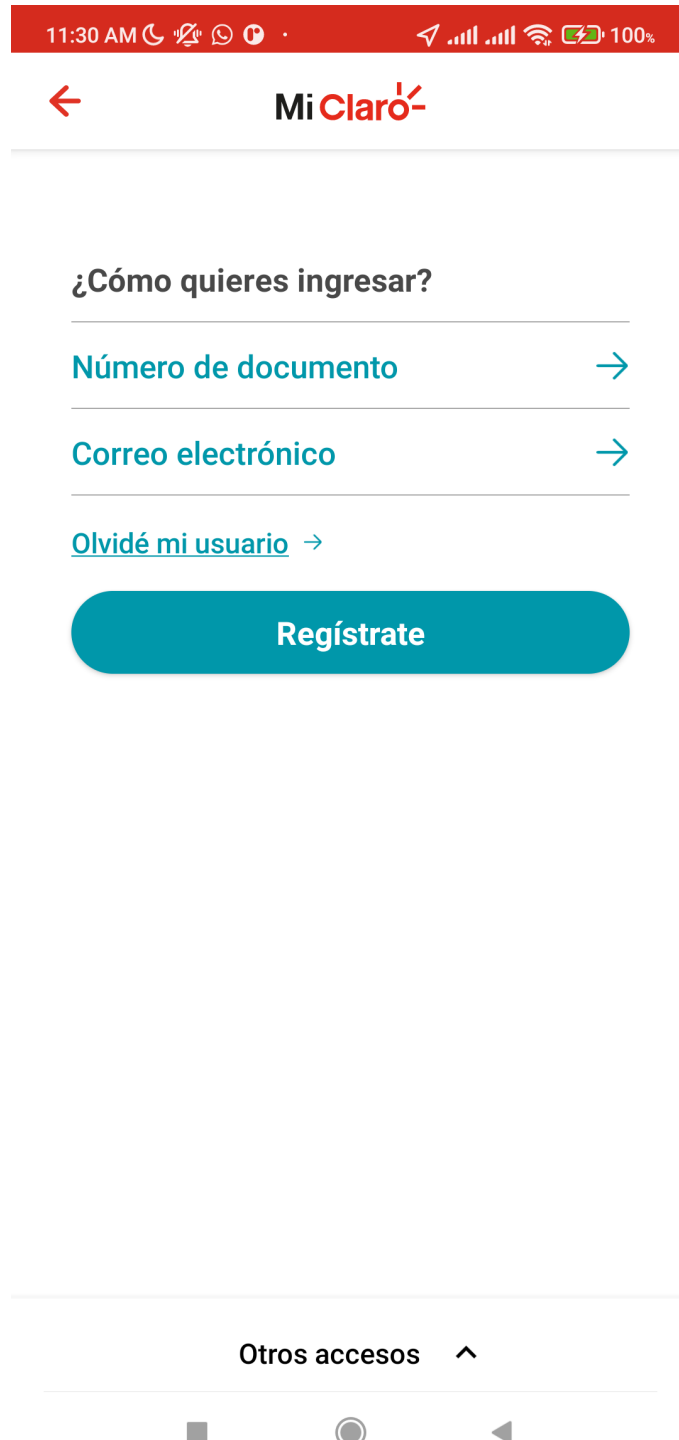 11:30 AM 100%
Mi Claro
¿Cómo quieres ingresar?
Número de documento
Correo electrónico
Olvidé mi usuario
Regístrate
Otros accesos